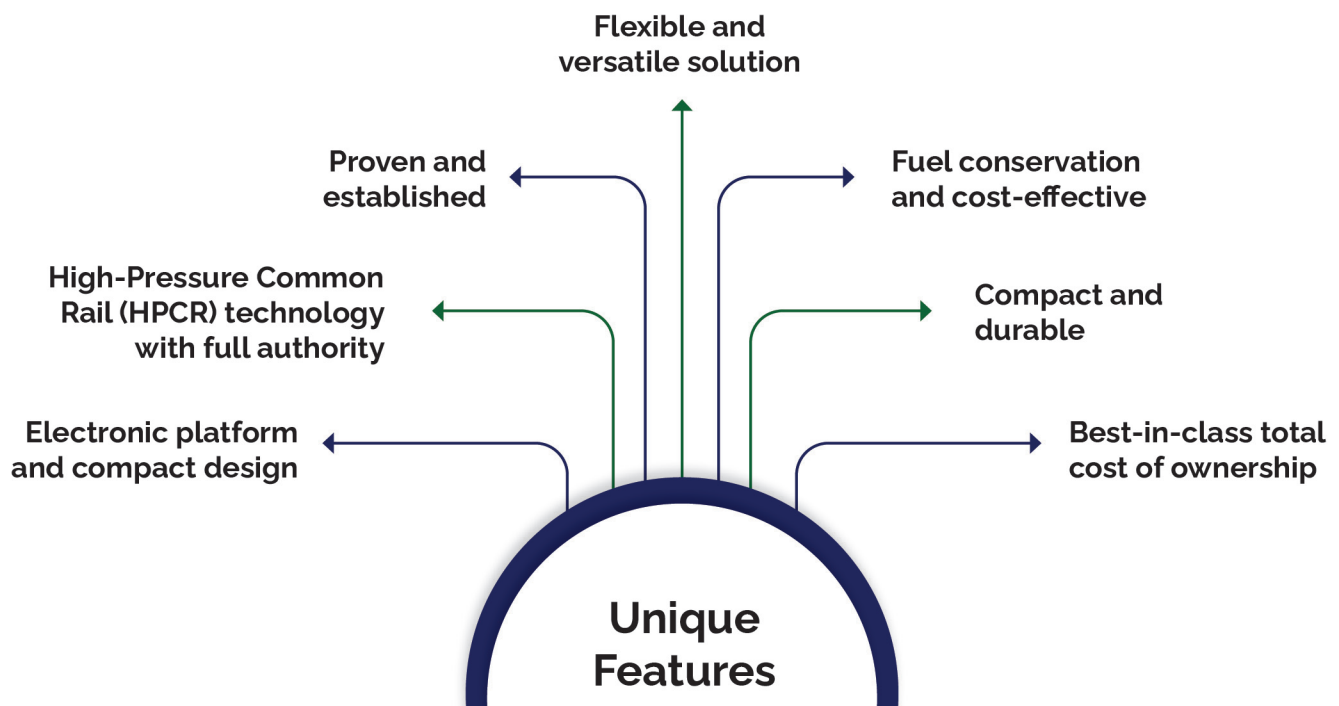 Flexible and
versatile solution
Proven and
established
Fuel conservation
and cost-effective
High-Pressure Common
Rail (HPCR) technology
with full authority
Compact and
durable
Electronic platform
and compact design
Best-in-class total
cost of ownership
Unique
Features